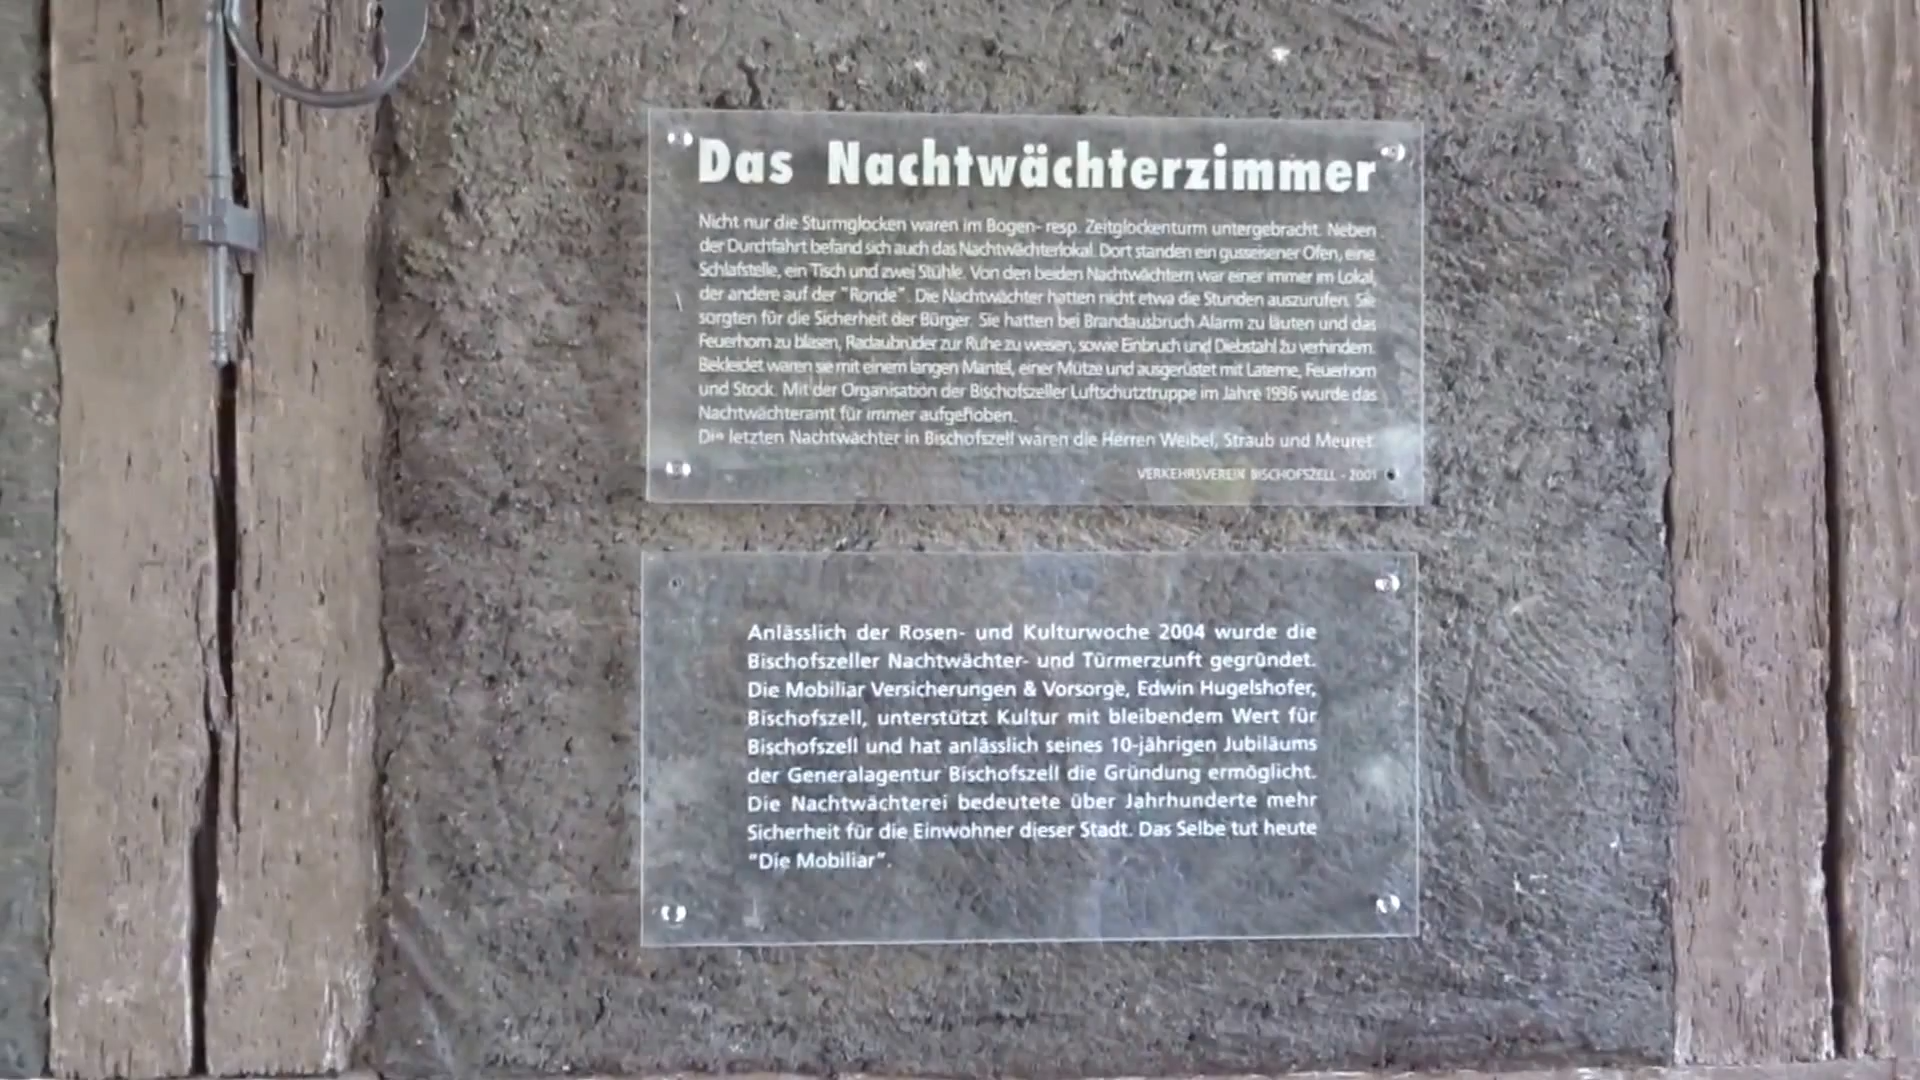 Das Nachtwächterzimmer
Nicht nur die Sturmglocken waren im Bogen- resp. Zeitglockenturm untergebracht. Neben
der Durchfahrt befand sich auch das Nachtwächterlokal. Dort standen ein gusseisener Ofen, eine
Schlafstelle, ein Tisch und zwei Stühle. Von den beiden Nachtwächtern war einer immer im Lokal,
der andere auf der "Ronde". Die Nachtwächter hatten nicht etwa die Stunden auszurufen. Sie
sorgten für die Sicherheit der Bürger. Sie hatten bei Brandausbruch Alarm zu läuten und das
Feuerhorn zu blasen, Radaubrüder zur Ruhe zu weisen, sowie Einbruch und Diebstahl zu verhindern.
Bekleidet waren sie mit einem langen Mantel, einer Mütze und ausgerüstet mit Laterne, Feuerhorn
und Stock. Mit der Organisation der Bischofszeller Luftschutztruppe im Jahre 1936 wurde das
Nachtwächteramt für immer aufgehoben.
Die letzten Nachtwächter in Bischofszell waren die Herren Weibel, Straub und Meuret.
VERKEHRSVEREIN BISCHOFSZELL - 2001
Anlässlich der Rosen- und Kulturwoche 2004 wurde die
Bischofszeller Nachtwächter- und Türmerzunft gegründet.
Die Mobiliar Versicherungen & Vorsorge, Edwin Hugelshofer,
Bischofszell, unterstützt Kultur mit bleibendem Wert für
Bischofszell und hat anlässlich seines 10-jährigen Jubiläums
der Generalagentur Bischofszell die Gründung ermöglicht.
Die Nachtwächterei bedeutete über Jahrhunderte mehr
Sicherheit für die Einwohner dieser Stadt. Das Selbe tut heute
"Die Mobiliar".